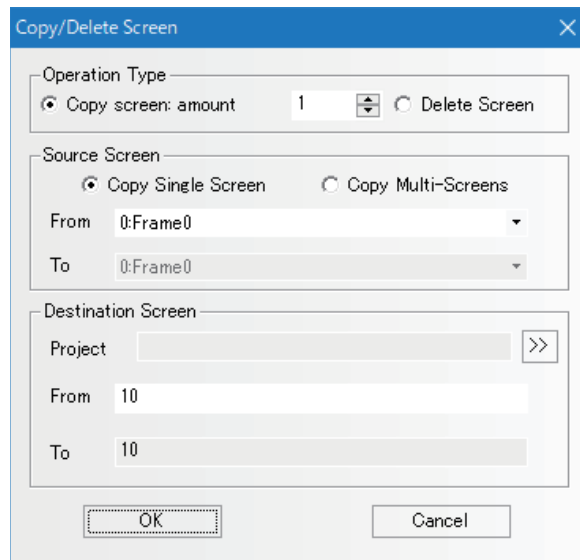 Copy/Delete Screen
Operation Type
Copy screen: amount 1 Delete Screen
Source Screen
Copy Single Screen Copy Multi-Screens
From 0:Frame0
To 0:Frame0
Destination Screen
Project >>
From 10
To 10
OK Cancel